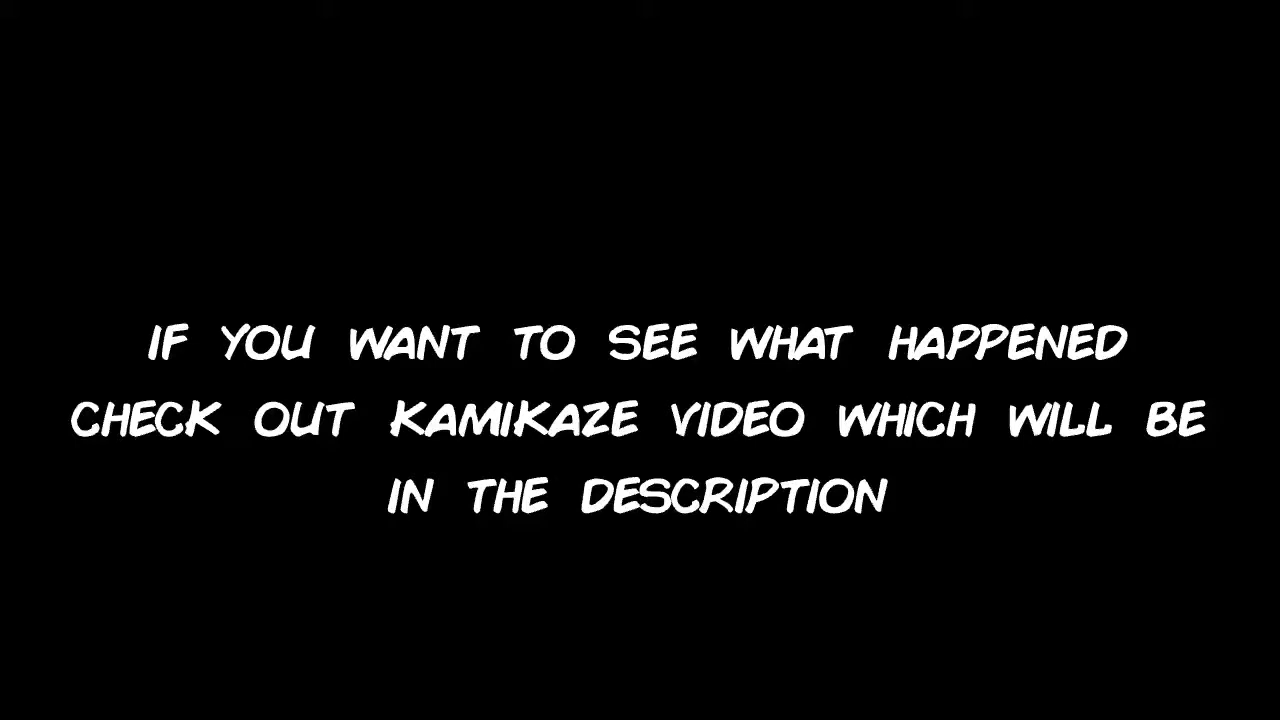 IF YOU WANT TO SEE WHAT HAPPENED
CHECK OUT KAMIKAZE VIDEO WHICH WILL BE
IN THE DESCRIPTION